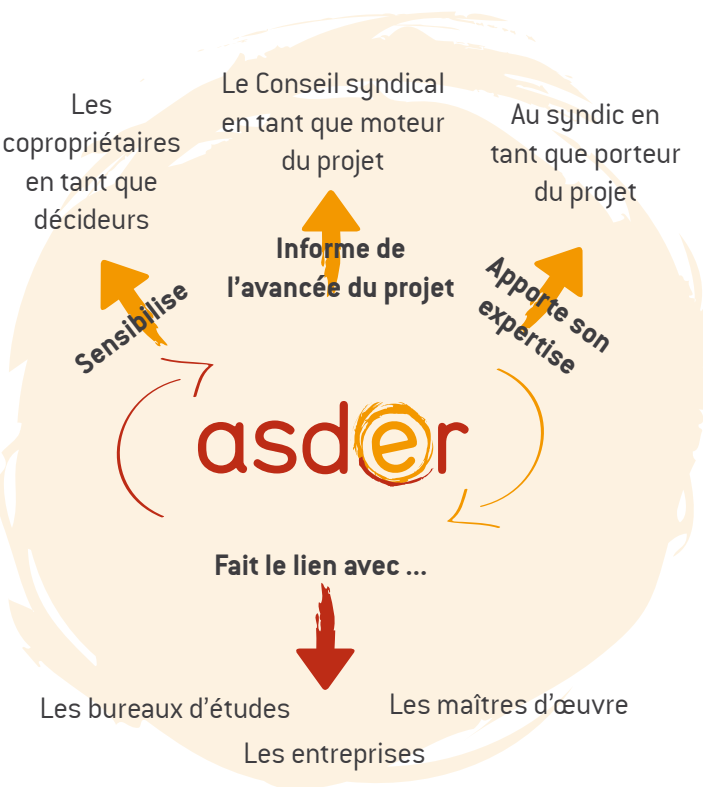 Les
copropriétaires
en tant que
décideurs
Le Conseil syndical
en tant que moteur
du projet
Au syndic en
tant que porteur
du projet
Sensibilise
Informe de
l’avancée du projet
Apporte son
expertise
asder
Fait le lien avec ...
Les bureaux d’études
Les maîtres d’œuvre
Les entreprises